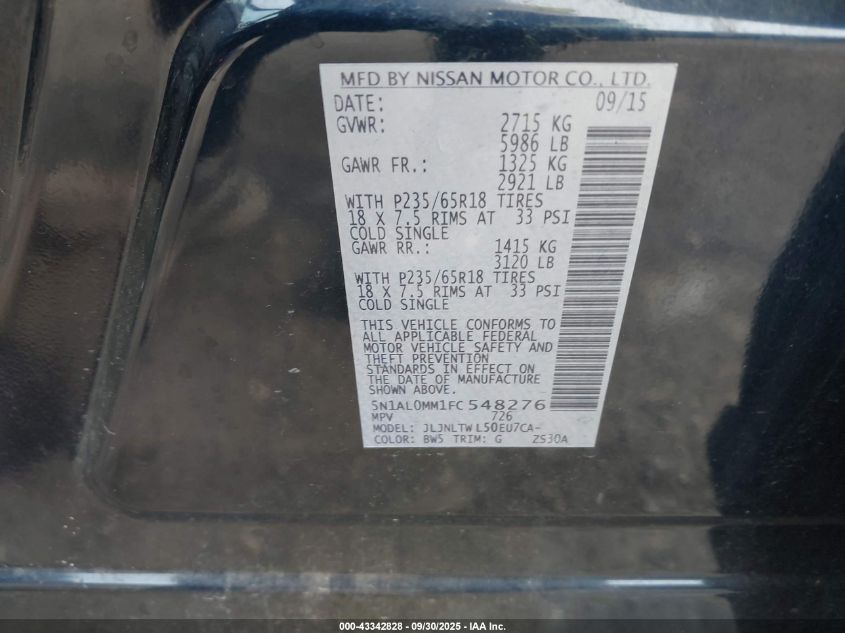 MFD BY NISSAN MOTOR CO., LTD.
DATE: 09/15
GVWR: 2715 KG
5986 LB
GAWR FR.: 1325 KG
2921 LB
WITH P235/65R18 TIRES
18 X 7.5 RIMS AT 33 PSI
COLD SINGLE
GAWR RR.: 1415 KG
3120 LB
WITH P235/65R18 TIRES
18 X 7.5 RIMS AT 33 PSI
COLD SINGLE
THIS VEHICLE CONFORMS TO
ALL APPLICABLE FEDERAL
MOTOR VEHICLE SAFETY AND
THEFT PREVENTION
STANDARDS IN EFFECT ON
THE DATE OF MANUFACTURE
SHOWN ABOVE.
5N1AL0MM1FC548276
MPV 726
MODEL: JLJNLTW L50EU7CA-
COLOR: BW5 TRIM: G ZS30A
000-43342828 - 09/30/2025 - IAA Inc.